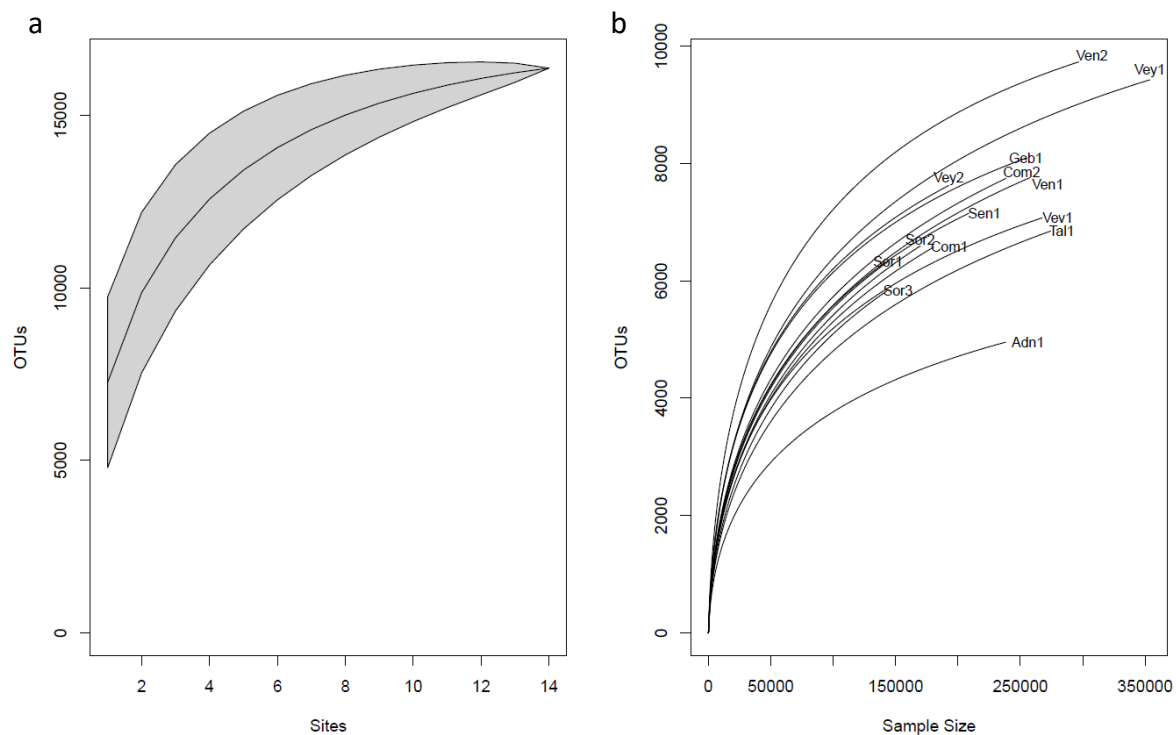 a
15000
10000
5000
0
OTUs
2
4
6
8
10
12
14
Sites
b
10000
8000
6000
4000
2000
0
OTUs
Ven2
Vey1
Geb1
Com2
Vey2
Ven1
Sen1
Vev1
Tal1
Sor2
Com1
Sor1
Sor3
Adn1
0
50000
150000
250000
350000
Sample Size